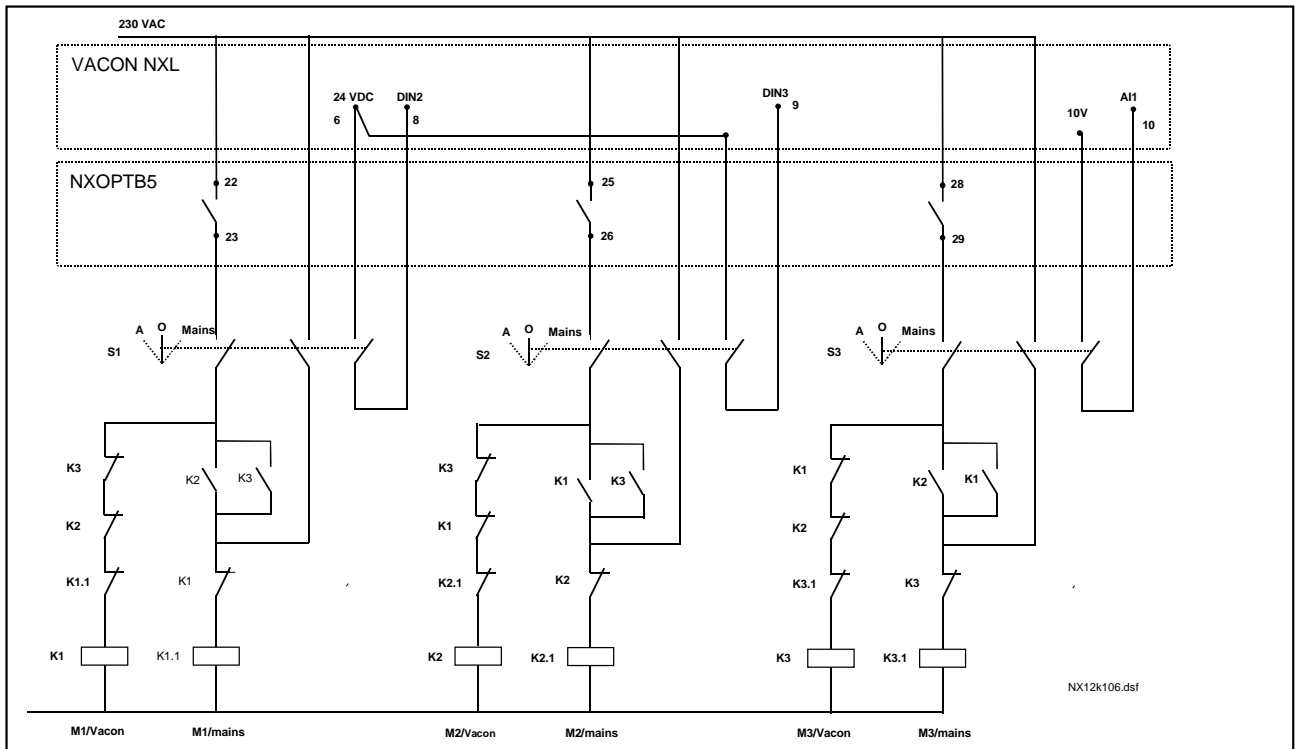 230 VAC
VACON NXL
24 VDC
6
DIN2
8
DIN3
9
10V
AI1
10
NXOPTB5
22
23
25
26
28
29
A O Mains
S1
A O Mains
S2
A O Mains
S3
K3
K2
K3
K2
K1.1
K1
K1
K1.1
K3
K1
K3
K1
K2.1
K2
K2
K2.1
K1
K2
K1
K2
K3.1
K3
K3
K3.1
NX12k106.dsf
M1/Vacon
M1/mains
M2/Vacon
M2/mains
M3/Vacon
M3/mains